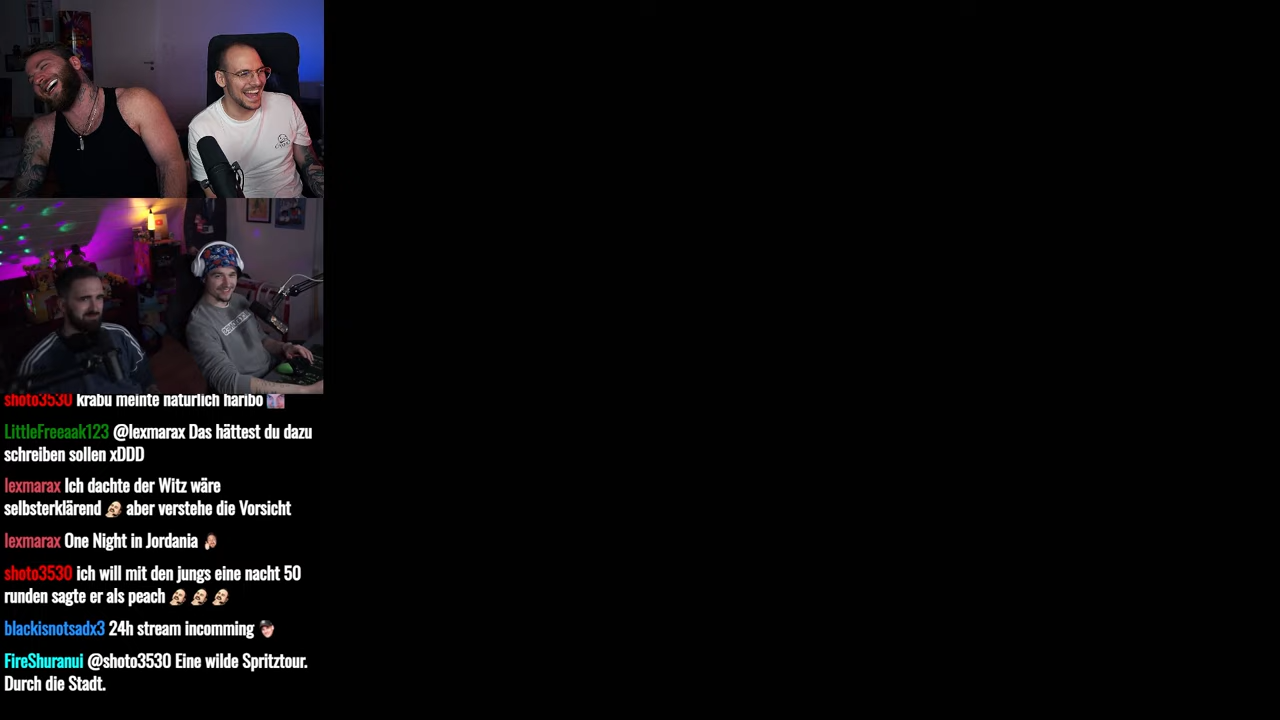 shoto3530 krabu meinte natürlich haribo
LittleFreeaak123 @lexmarax Das hättest du dazu
schreiben sollen xDDD
lexmarax Ich dachte der Witz wäre
selbsterklärend aber verstehe die Vorsicht
lexmarax One Night in Jordania
shoto3530 ich will mit den jungs eine nacht 50
runden sagte er als peach
blackisnotsadx3 24h stream incomming
FireShuranui @shoto3530 Eine wilde Spritztour.
Durch die Stadt.